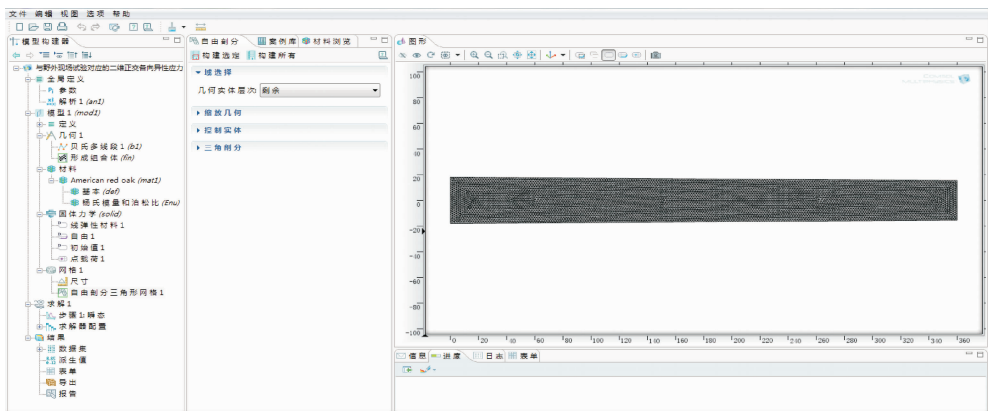 文件 编辑 视图 选项 帮助
模型构建器
与野外现场试验对应的二维正交各向异性应力
全局定义
参数
解析 1 (an1)
模型 1 (mod1)
定义
几何 1
贝氏多线段 1 (b1)
形成组合体 (fin)
材料
American red oak (mat1)
基本 (def)
杨氏模量和泊松比 (Enu)
固体力学 (solid)
线弹性材料 1
自由 1
初始值 1
点载荷 1
网格 1
尺寸
自由剖分三角形网格 1
求解 1
步骤 1: 瞬态
求解器配置
结果
数据集
派生值
表单
导出
报告
自由剖分 案例库 材料浏览
构建选定 构建所有
域选择
几何实体层次: 剩余
缩放几何
控制实体
三角剖分
图形
COMSOL
MULTIPHYSICS
100
80
60
40
20
0
-20
-40
-60
-80
-100
0 20 40 60 80 100 120 140 160 180 200 220 240 260 280 300 320 340 360
信息 进度 日志 表单